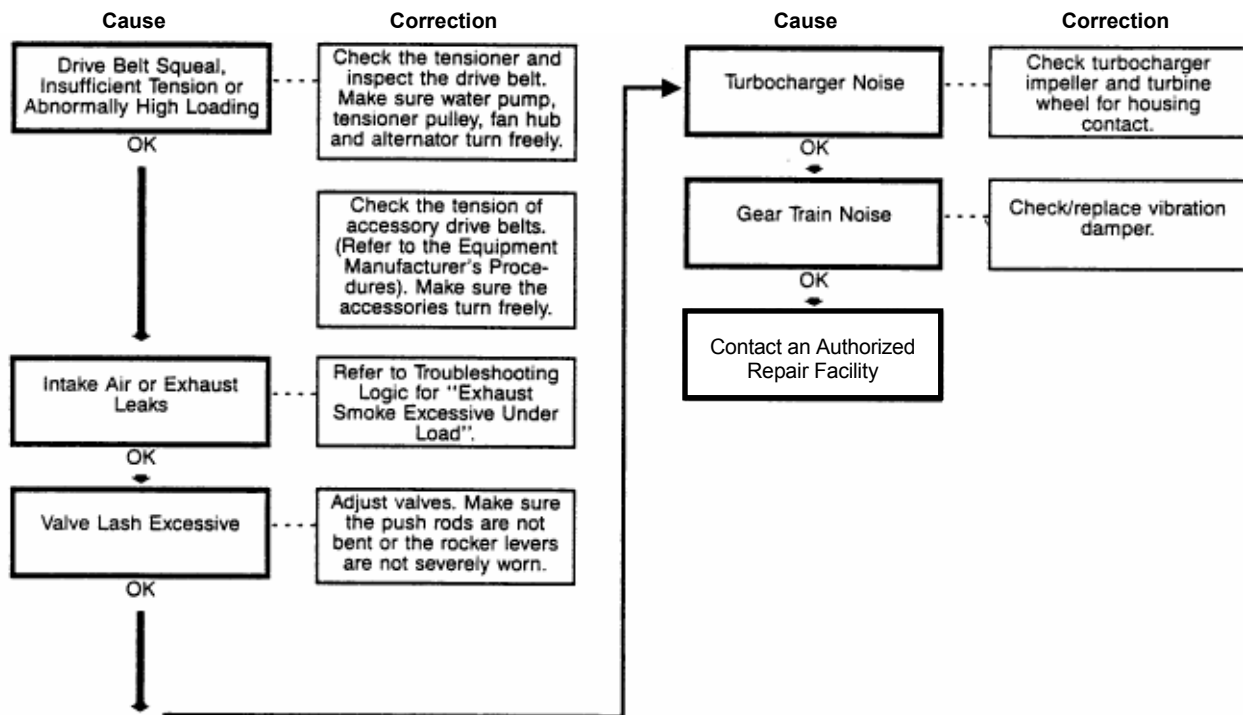 Cause
Correction
Drive Belt Squeal,
Insufficient Tension or
Abnormally High Loading
Check the tensioner and
inspect the drive belt.
Make sure water pump,
tensioner pulley, fan hub
and alternator turn freely.
OK
Check the tension of
accessory drive belts.
(Refer to the Equipment
Manufacturer's Proce-
dures). Make sure the
accessories turn freely.
Intake Air or Exhaust
Leaks
Refer to Troubleshooting
Logic for "Exhaust
Smoke Excessive Under
Load".
OK
Valve Lash Excessive
Adjust valves. Make sure
the push rods are not
bent or the rocker levers
are not severely worn.
OK
Cause
Correction
Turbocharger Noise
Check turbocharger
impeller and turbine
wheel for housing
contact.
OK
Gear Train Noise
Check/replace vibration
damper.
OK
Contact an Authorized
Repair Facility